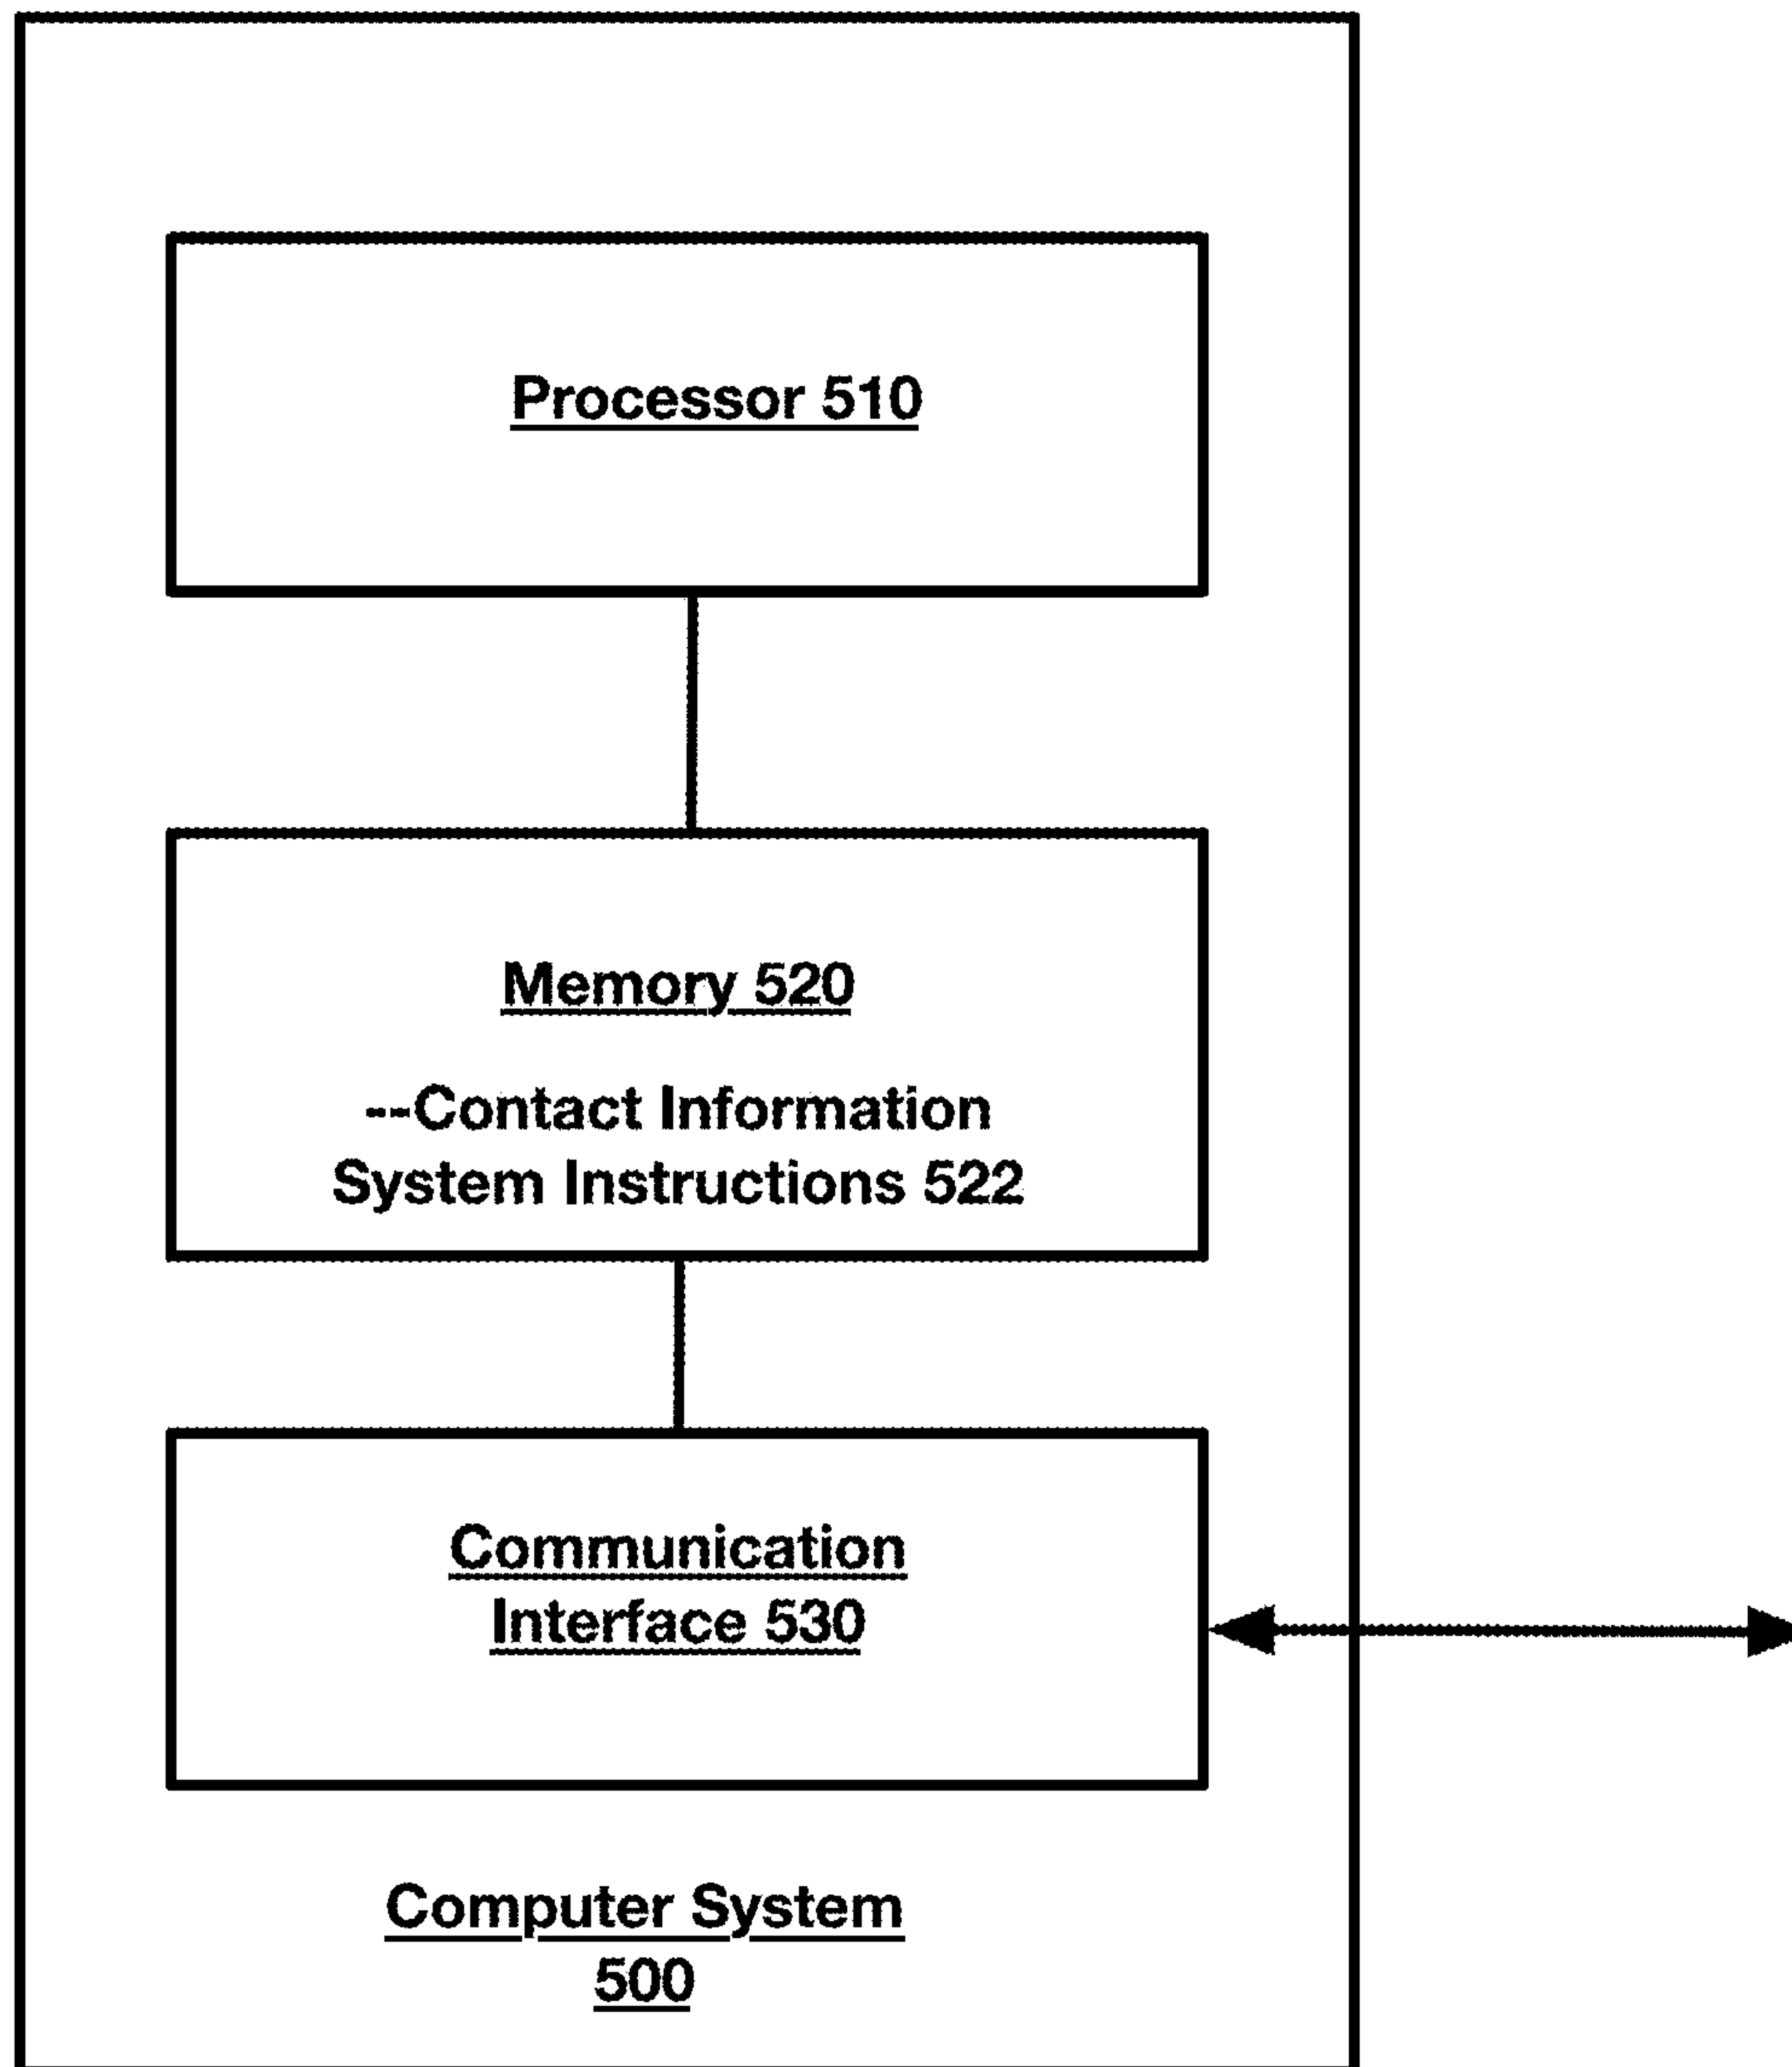 Processor 510
Memory 520
--Contact Information
System Instructions 522
Communication
Interface 530
Computer System
500